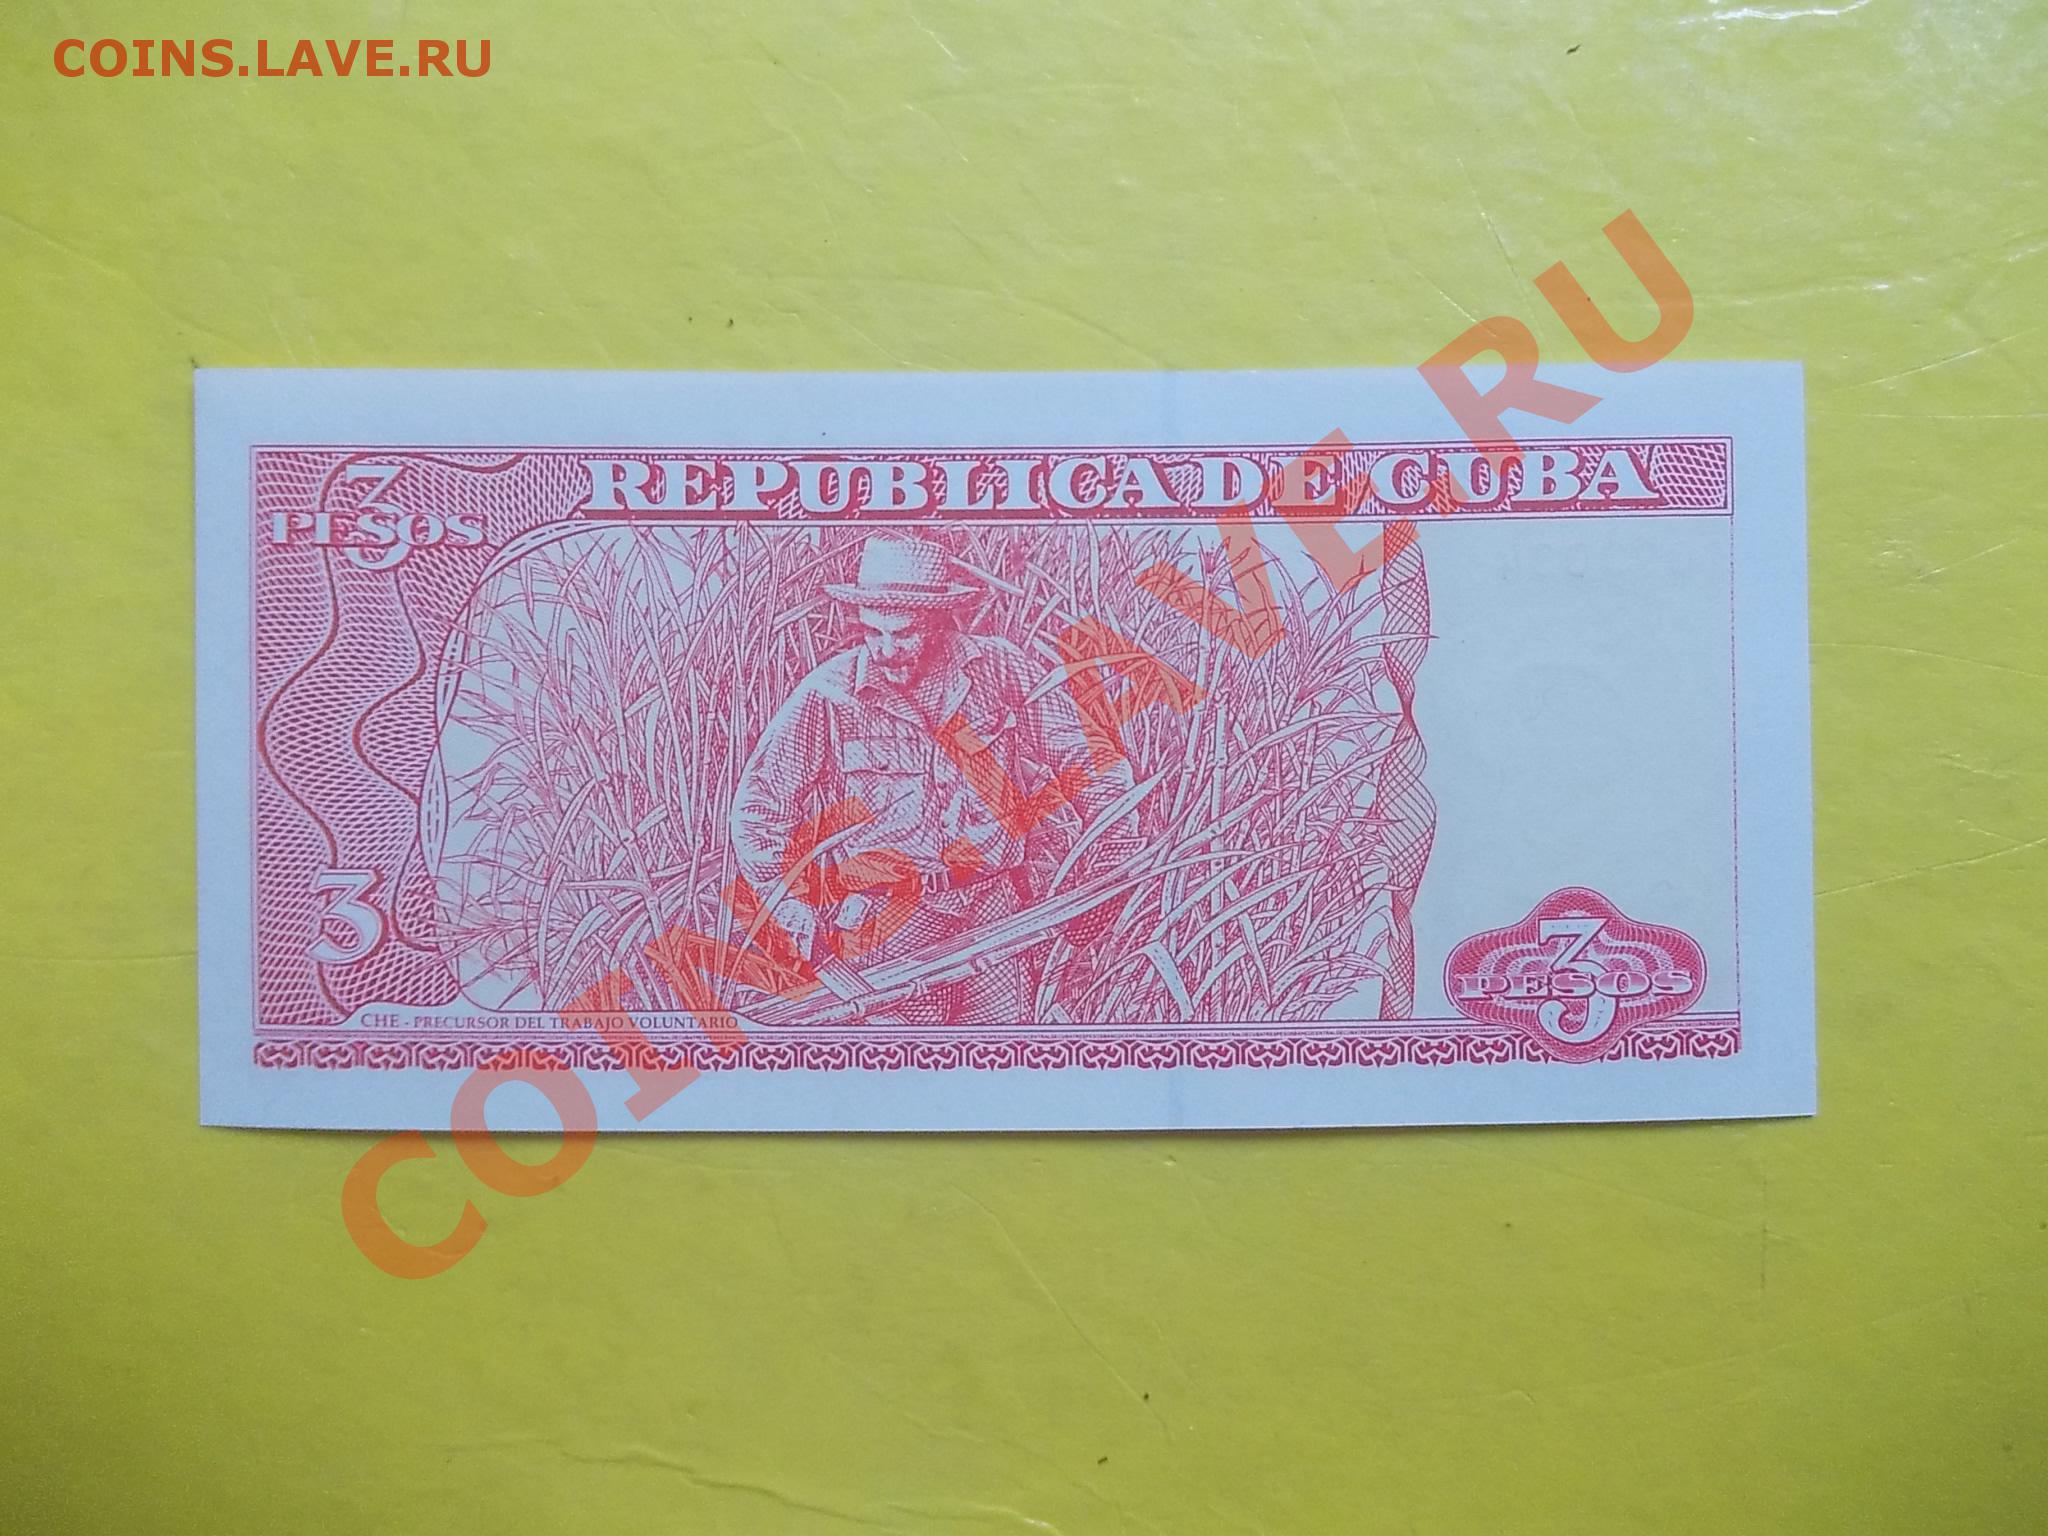 COINS.LAVE.RU
REPUBLICA DE CUBA
3
PESOS
3
CHE - PRECURSOR DEL TRABAJO VOLUNTARIO
3
PESOS
COINS.LAVE.RU